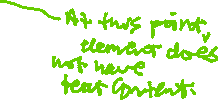 At this point,
element does
not have
text content.